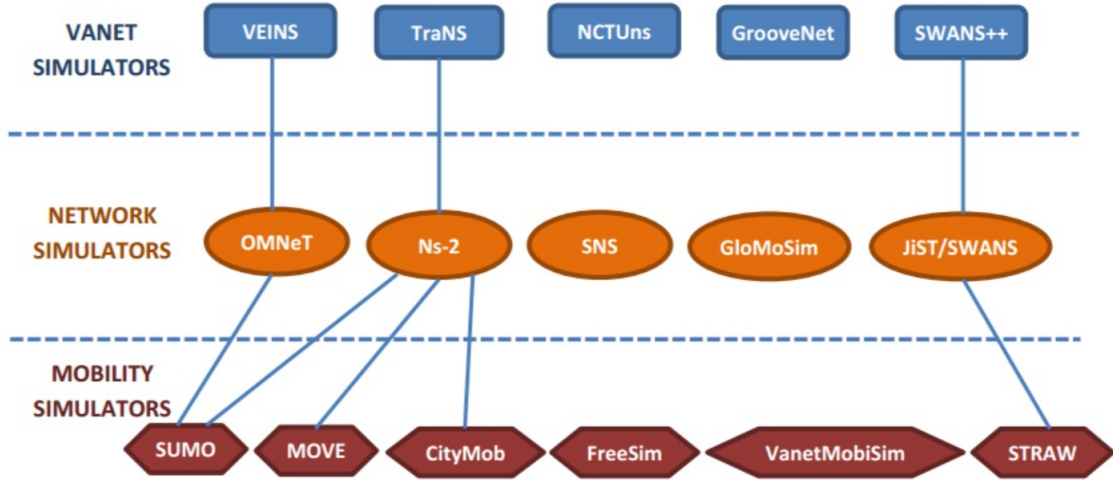 VANET
SIMULATORS
VEINS
TraNS
NCTUns
GrooveNet
SWANS++
NETWORK
SIMULATORS
OMNeT
Ns-2
SNS
GloMoSim
JiST/SWANS
MOBILITY
SIMULATORS
SUMO
MOVE
CityMob
FreeSim
VanetMobiSim
STRAW